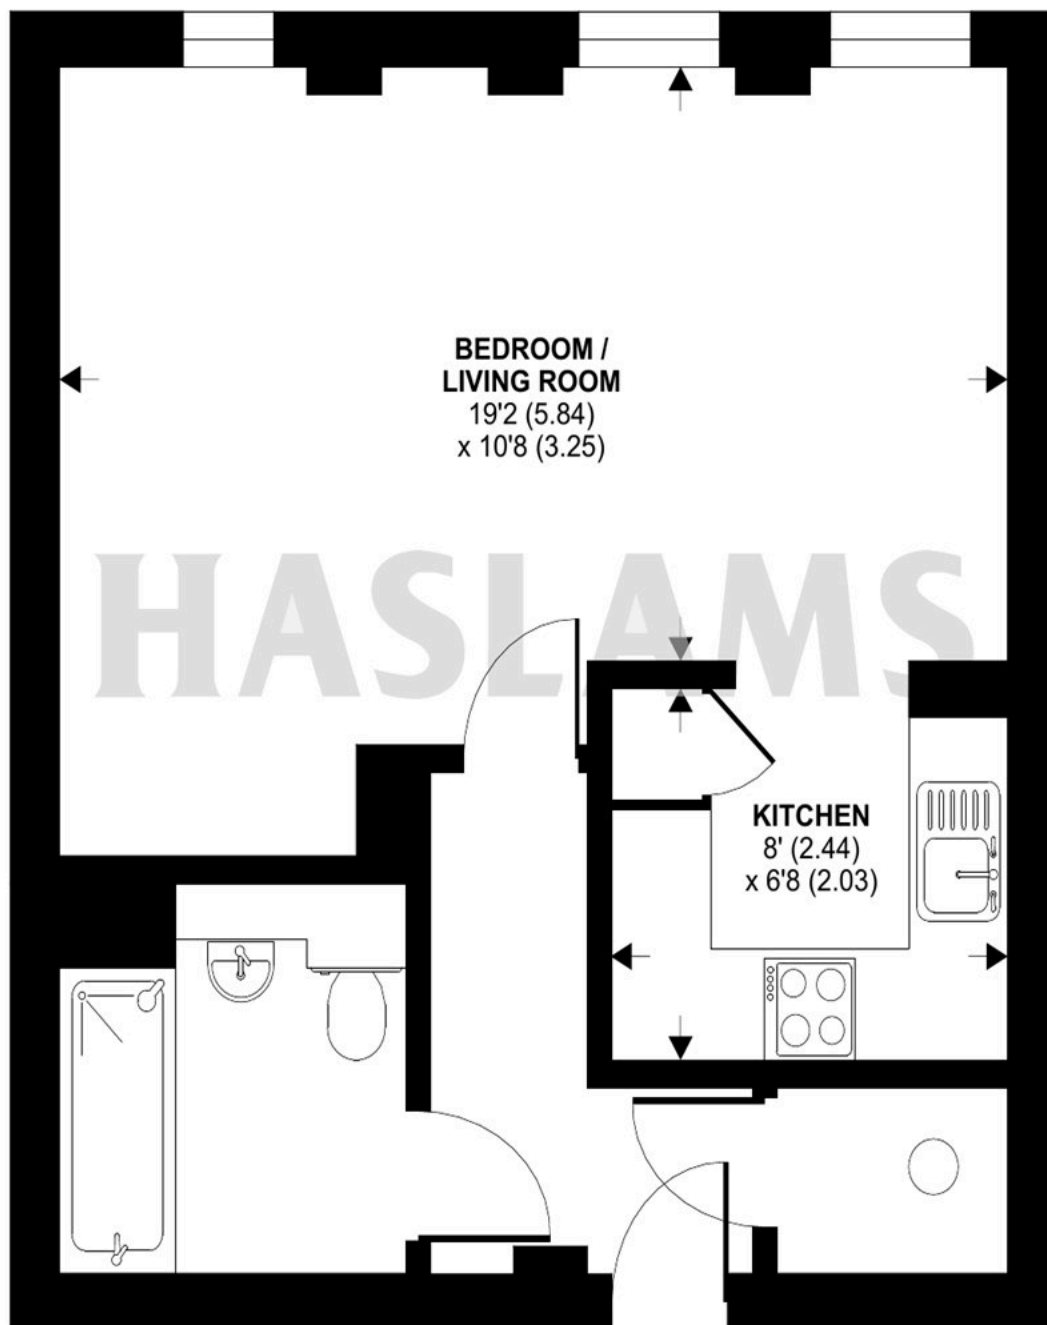 BEDROOM /
LIVING ROOM
19'2 (5.84)
x 10'8 (3.25)
HASLAMS
KITCHEN
8' (2.44)
x 6'8 (2.03)